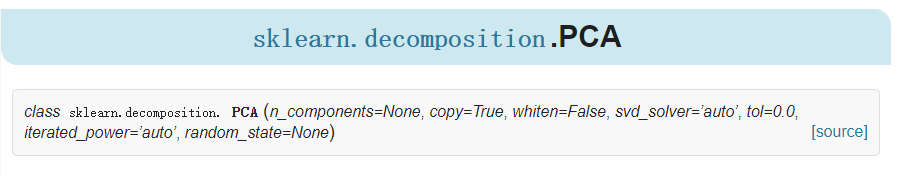 sklearn.decomposition.PCA
class sklearn.decomposition. PCA (n_components=None, copy=True, whiten=False, svd_solver=’auto’, tol=0.0,
iterated_power=’auto’, random_state=None) [source]